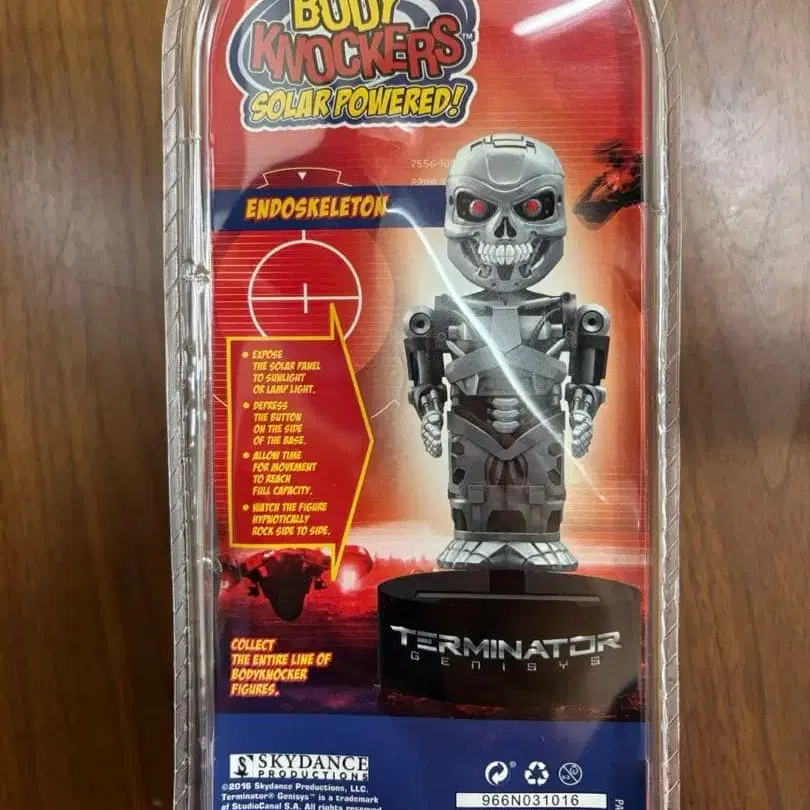 BODY
KNOCKERS™
SOLAR POWERED!
ENDOSKELETON
• EXPOSE
THE SOLAR PANEL
TO SUNLIGHT
OR LAMP LIGHT.
• DEPRESS
THE BUTTON
ON THE SIDE
OF THE BASE.
• ALLOW TIME
FOR MOVEMENT
TO REACH
FULL CAPACITY.
• WATCH THE FIGURE
HYPNOTICALLY
ROCK SIDE TO SIDE.
TERMINATOR
GENISYS
COLLECT
THE ENTIRE LINE OF
BODYKNOCKER
FIGURES.
S SKYDANCE
PRODUCTIONS
©2016 Skydance Productions, LLC.
Terminator® Genisys™ is a trademark
of StudioCanal S.A. All rights reserved
966N031016